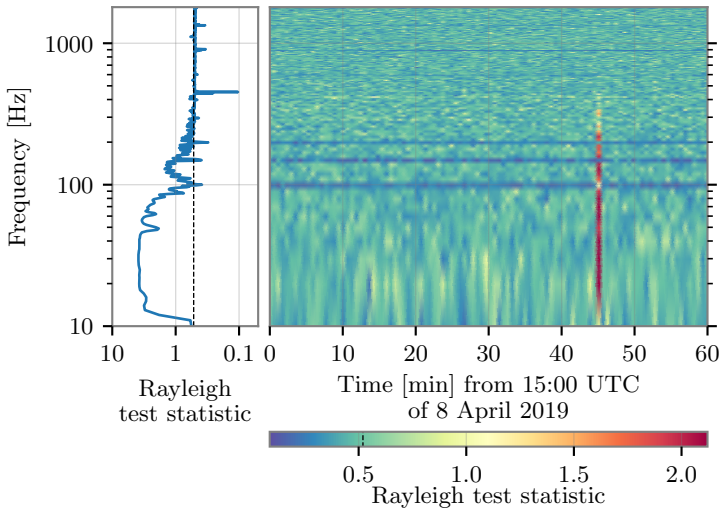 Frequency [Hz]
1000
100
10
10 1 0.1
Rayleigh
test statistic
0 10 20 30 40 50 60
Time [min] from 15:00 UTC
of 8 April 2019
0.5 1.0 1.5 2.0
Rayleigh test statistic